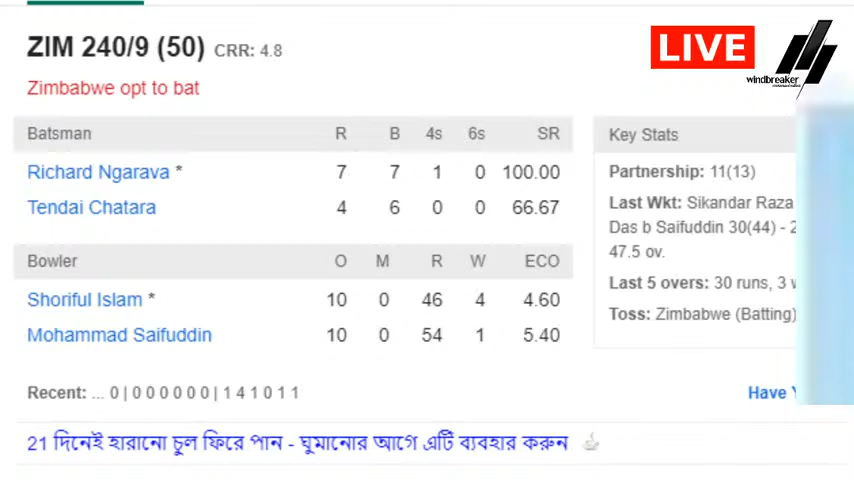 ZIM 240/9 (50) CRR: 4.8
LIVE
windbreaker
Zimbabwe opt to bat
Batsman R B 4s 6s SR
Richard Ngarava * 7 7 1 0 100.00
Tendai Chatara 4 6 0 0 66.67
Bowler O M R W ECO
Shoriful Islam * 10 0 46 4 4.60
Mohammad Saifuddin 10 0 54 1 5.40
Key Stats
Partnership: 11(13)
Last Wkt: Sikandar Raza
Das b Saifuddin 30(44) - 2
47.5 ov.
Last 5 overs: 30 runs, 3
Toss: Zimbabwe (Batting)
Recent: ... 0 | 0 0 0 0 0 0 | 1 4 1 0 1 1
Have
21 দিনেই হারানো চুল ফিরে পান - ঘুমানোর আগে এটি ব্যবহার করুন